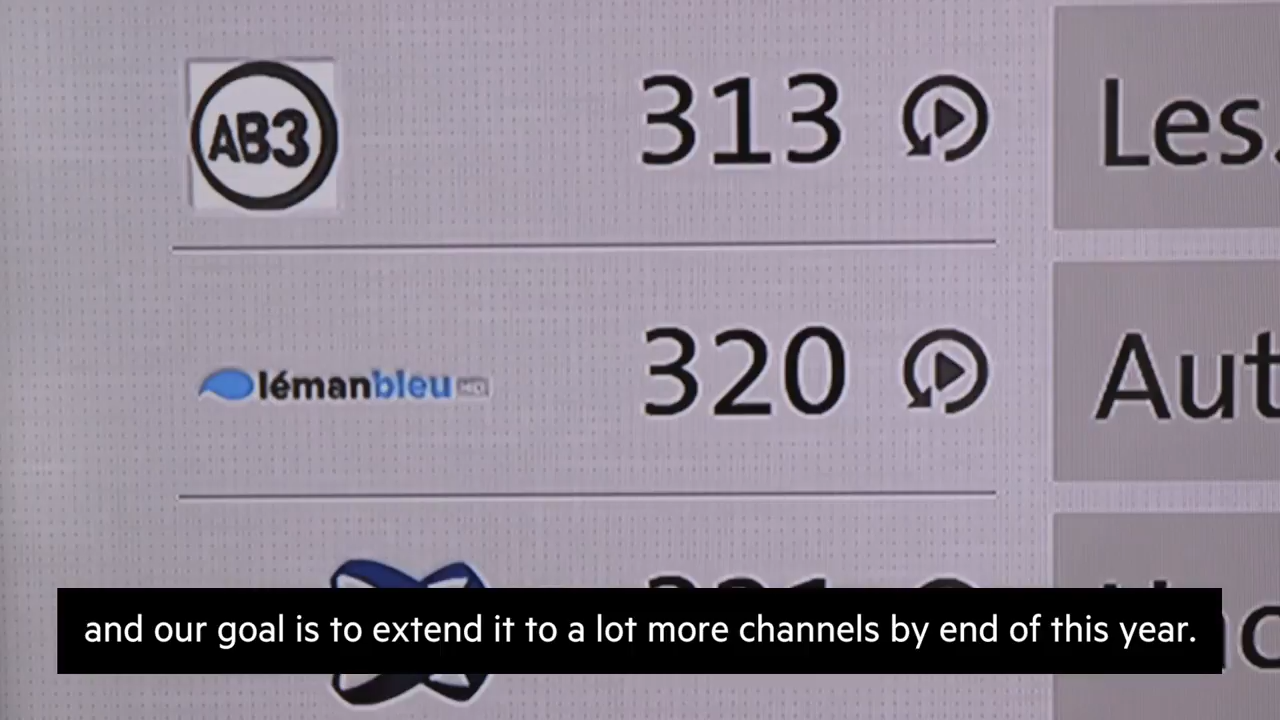 AB3 313 Les
lémanbleu HD 320 Aut
and our goal is to extend it to a lot more channels by end of this year.